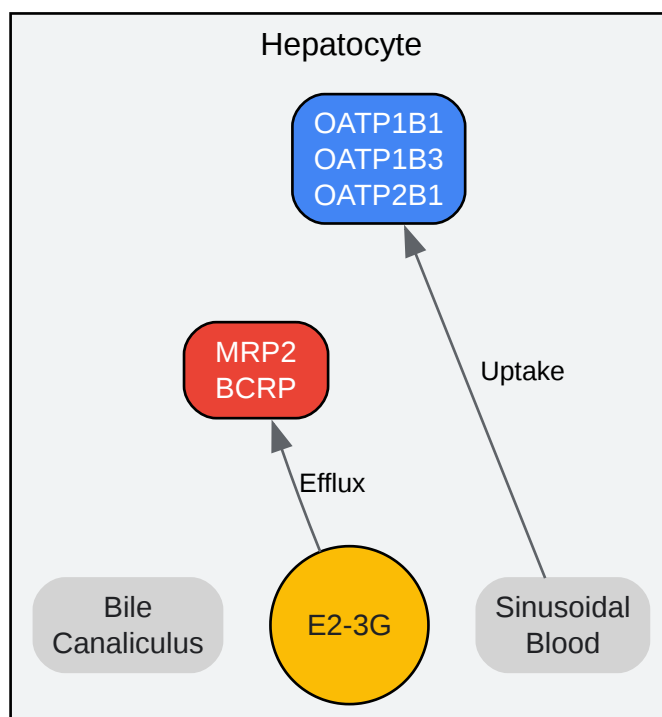 Hepatocyte
OATP1B1
OATP1B3
OATP2B1
MRP2
BCRP
Uptake
Efflux
Bile
Canaliculus
E2-3G
Sinusoidal
Blood